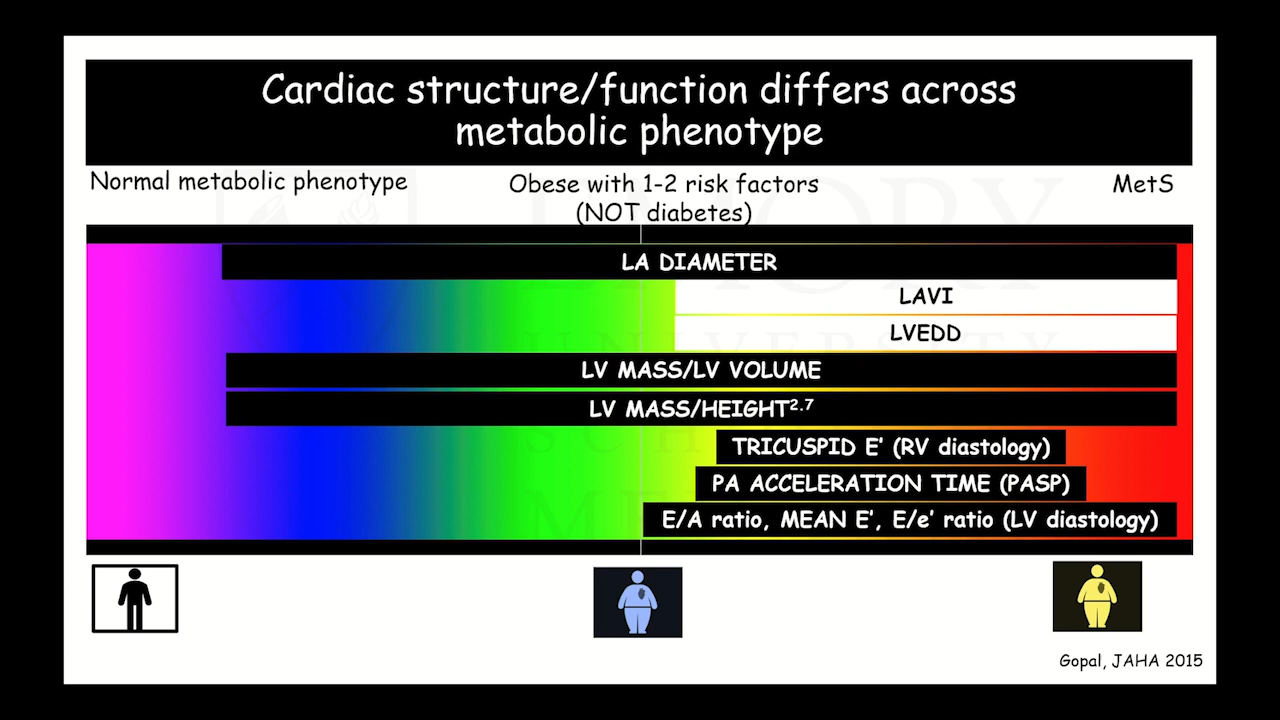 Cardiac structure/function differs across
metabolic phenotype
Normal metabolic phenotype
Obese with 1-2 risk factors
(NOT diabetes)
MetS
LA DIAMETER
LAVI
LVEDD
LV MASS/LV VOLUME
LV MASS/HEIGHT²·⁷
TRICUSPID E' (RV diastology)
PA ACCELERATION TIME (PASP)
E/A ratio, MEAN E', E/e' ratio (LV diastology)
Gopal, JAHA 2015